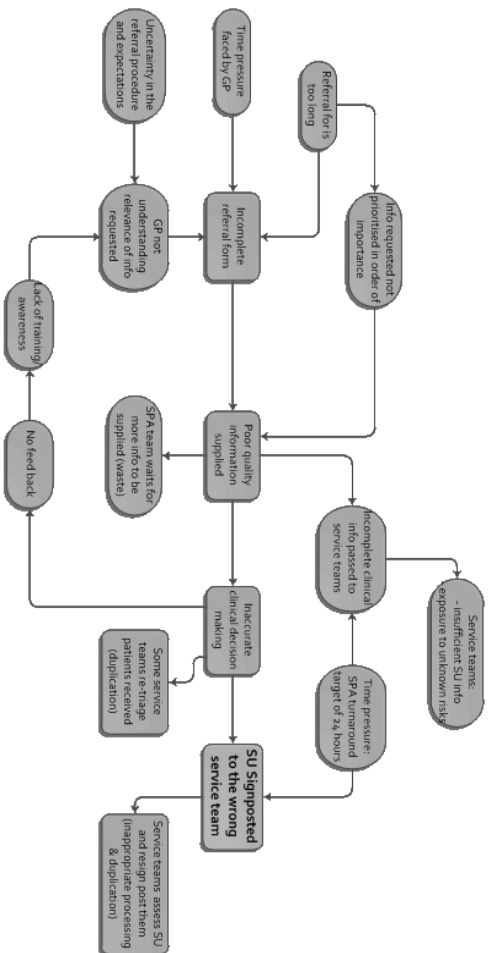 Referral for is
too long
Info requested not
prioritised in order of
importance
Time pressure
faced by GP
Incomplete
referral form
Uncertainty in the
referral procedure
and expectations
GP not
understanding
relevance of info
requested
Lack of training/
awareness
No feed back
Poor quality
information
supplied
SPA team waits for
more info to be
supplied (waste)
Incomplete clinical
info passed to
service teams
Service teams:
- insufficient SU info
exposure to unknown risks
Time pressure:
SPA turnaround
target of 24 hours
Inaccurate
clinical decision
making
Some service
teams re-triage
patients received
(duplication)
SU Signposted
to the wrong
service team
Service teams assess SU
and resign post them
(inappropriate processing
& duplication)